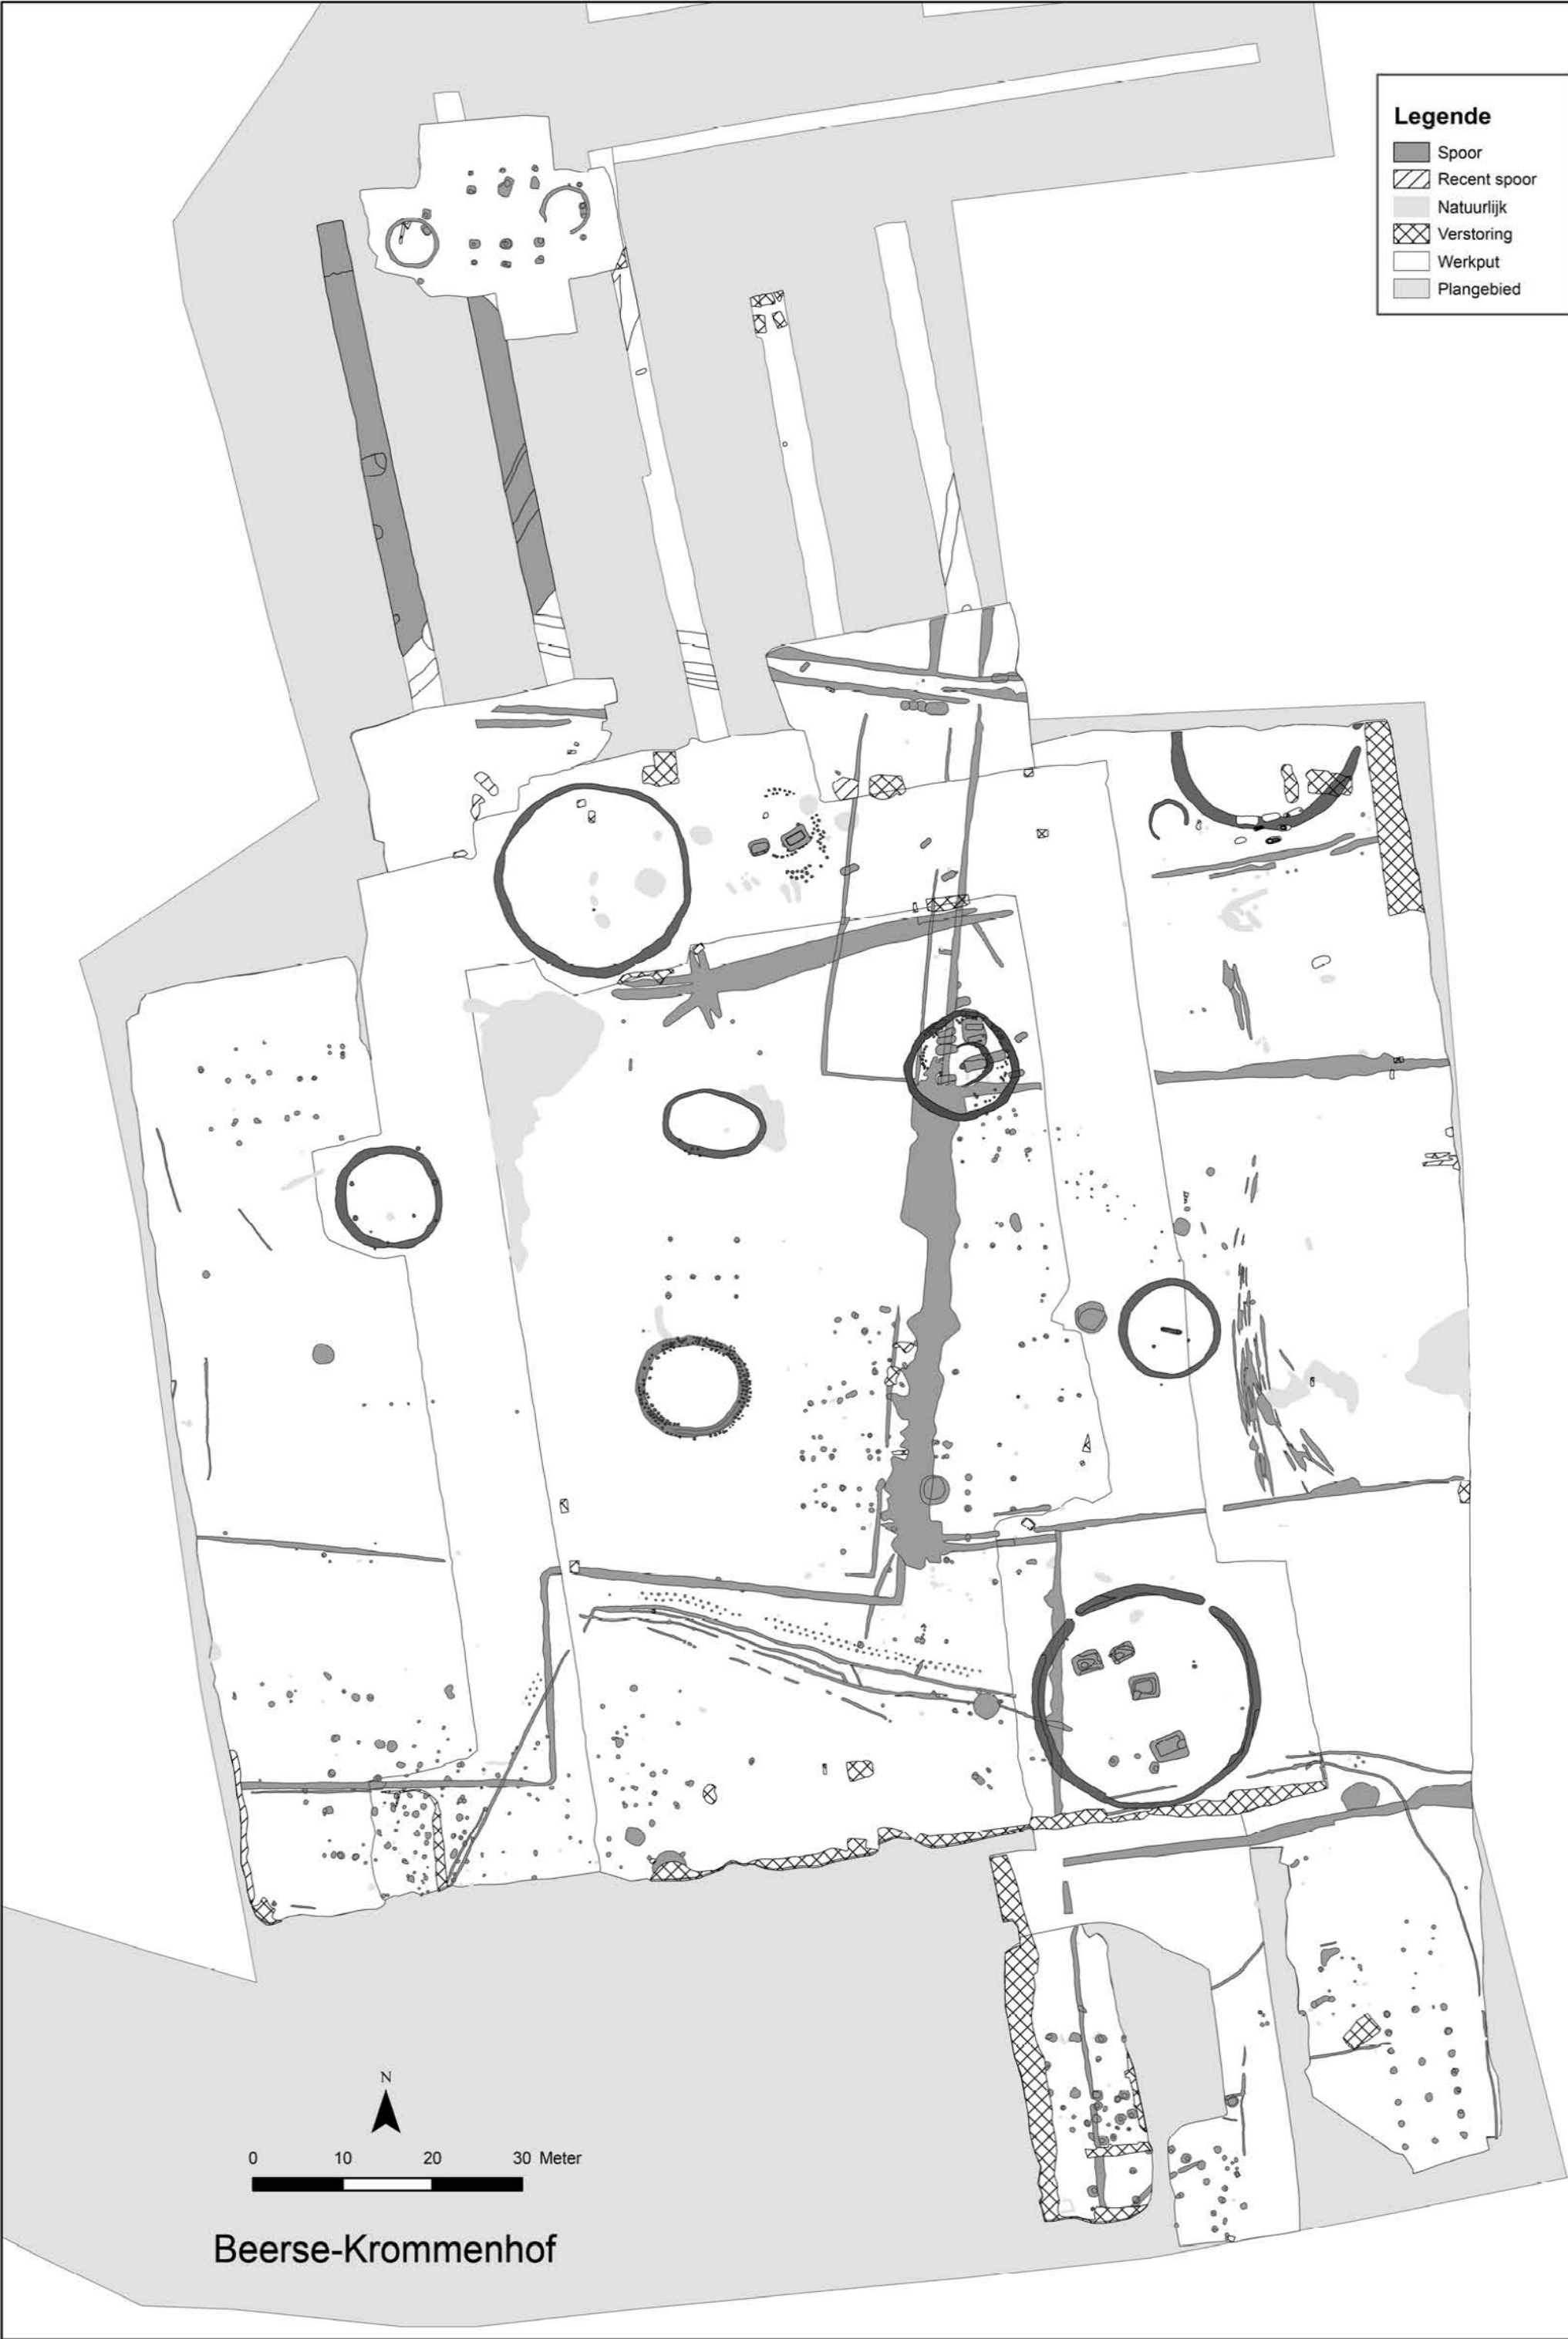 Legende
Spoor
Recent spoor
Natuurlijk
Verstoring
Werkput
Plangebied
N
0 10 20 30 Meter
Beerse-Krommenhof